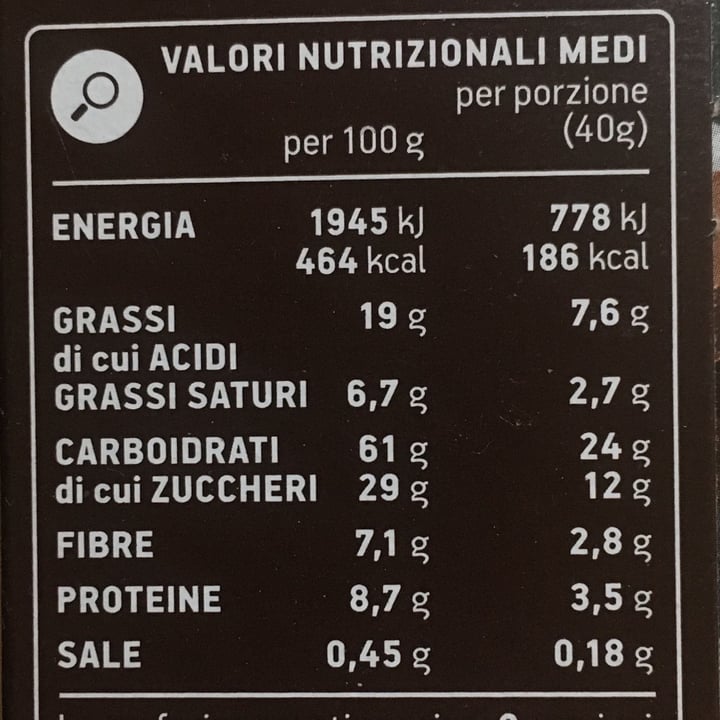 VALORI NUTRIZIONALI MEDI
per porzione
per 100 g (40g)
ENERGIA 1945 kJ 778 kJ
464 kcal 186 kcal
GRASSI 19 g 7,6 g
di cui ACIDI
GRASSI SATURI 6,7 g 2,7 g
CARBOIDRATI 61 g 24 g
di cui ZUCCHERI 29 g 12 g
FIBRE 7,1 g 2,8 g
PROTEINE 8,7 g 3,5 g
SALE 0,45 g 0,18 g